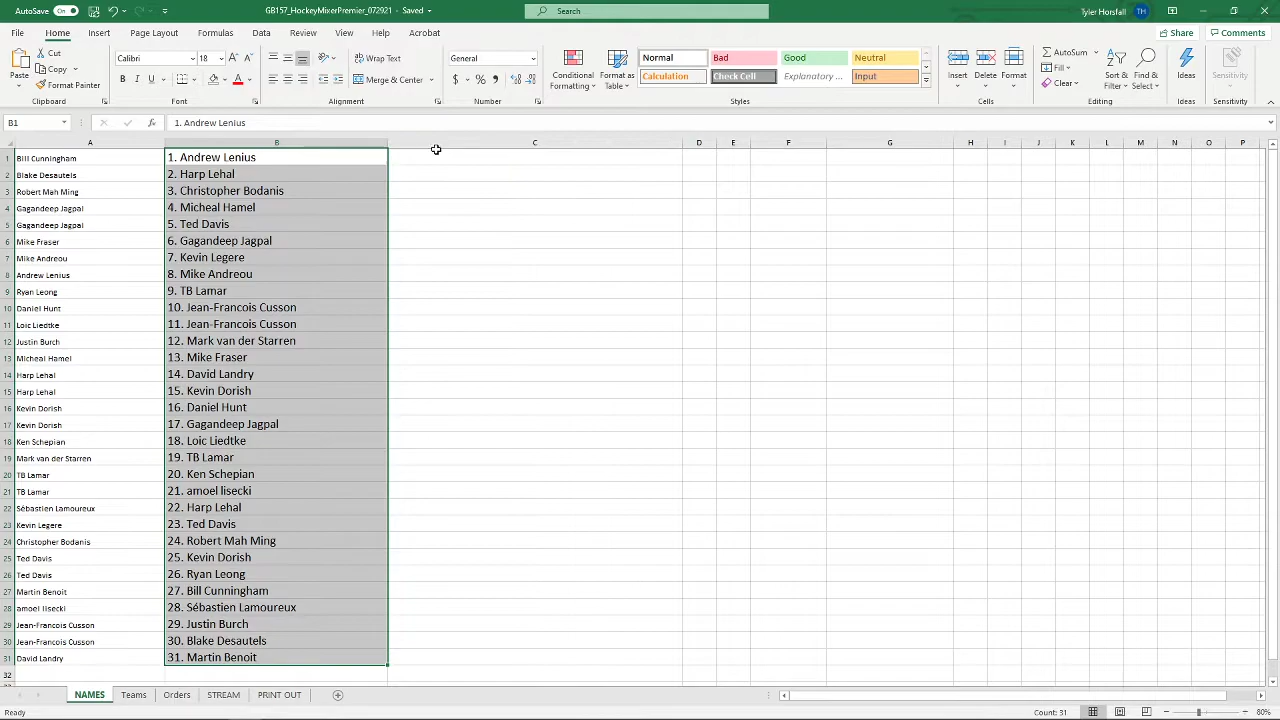 AutoSave On GB157_HockeyMixerPremier_072921 - Saved Search Tyler Horsfall TH
File Home Insert Page Layout Formulas Data Review View Help Acrobat Share Comments
Paste Cut Copy Format Painter Clipboard
Calibri 18 Font
Merge & Center Alignment
General Number
Conditional Formatting Format as Table
Normal Bad Good Neutral
Calculation Check Cell Explanatory ... Input
Styles
Insert Delete Format Cells
AutoSum Fill Clear Sort & Filter Find & Select Editing
Ideas Ideas
Sensitivity Sensitivity
B1 fx 1. Andrew Lenius
A B C D E F G H I J K L M N O P
1 Bill Cunningham 1. Andrew Lenius
2 Blake Desautels 2. Harp Lehal
3 Robert Mah Ming 3. Christopher Bodanis
4 Gagandeep Jagpal 4. Micheal Hamel
5 Gagandeep Jagpal 5. Ted Davis
6 Mike Fraser 6. Gagandeep Jagpal
7 Mike Andreou 7. Kevin Legere
8 Andrew Lenius 8. Mike Andreou
9 Ryan Leong 9. TB Lamar
10 Daniel Hunt 10. Jean-Francois Cusson
11 Loic Liedtke 11. Jean-Francois Cusson
12 Justin Burch 12. Mark van der Starren
13 Micheal Hamel 13. Mike Fraser
14 Harp Lehal 14. David Landry
15 Harp Lehal 15. Kevin Dorish
16 Kevin Dorish 16. Daniel Hunt
17 Kevin Dorish 17. Gagandeep Jagpal
18 Ken Schepian 18. Loic Liedtke
19 Mark van der Starren 19. TB Lamar
20 TB Lamar 20. Ken Schepian
21 TB Lamar 21. amoel lisecki
22 Sébastien Lamoureux 22. Harp Lehal
23 Kevin Legere 23. Ted Davis
24 Christopher Bodanis 24. Robert Mah Ming
25 Ted Davis 25. Kevin Dorish
26 Ted Davis 26. Ryan Leong
27 Martin Benoit 27. Bill Cunningham
28 amoel lisecki 28. Sébastien Lamoureux
29 Jean-Francois Cusson 29. Justin Burch
30 Jean-Francois Cusson 30. Blake Desautels
31 David Landry 31. Martin Benoit
32
NAMES Teams Orders STREAM PRINT OUT
Ready Count: 31 80%